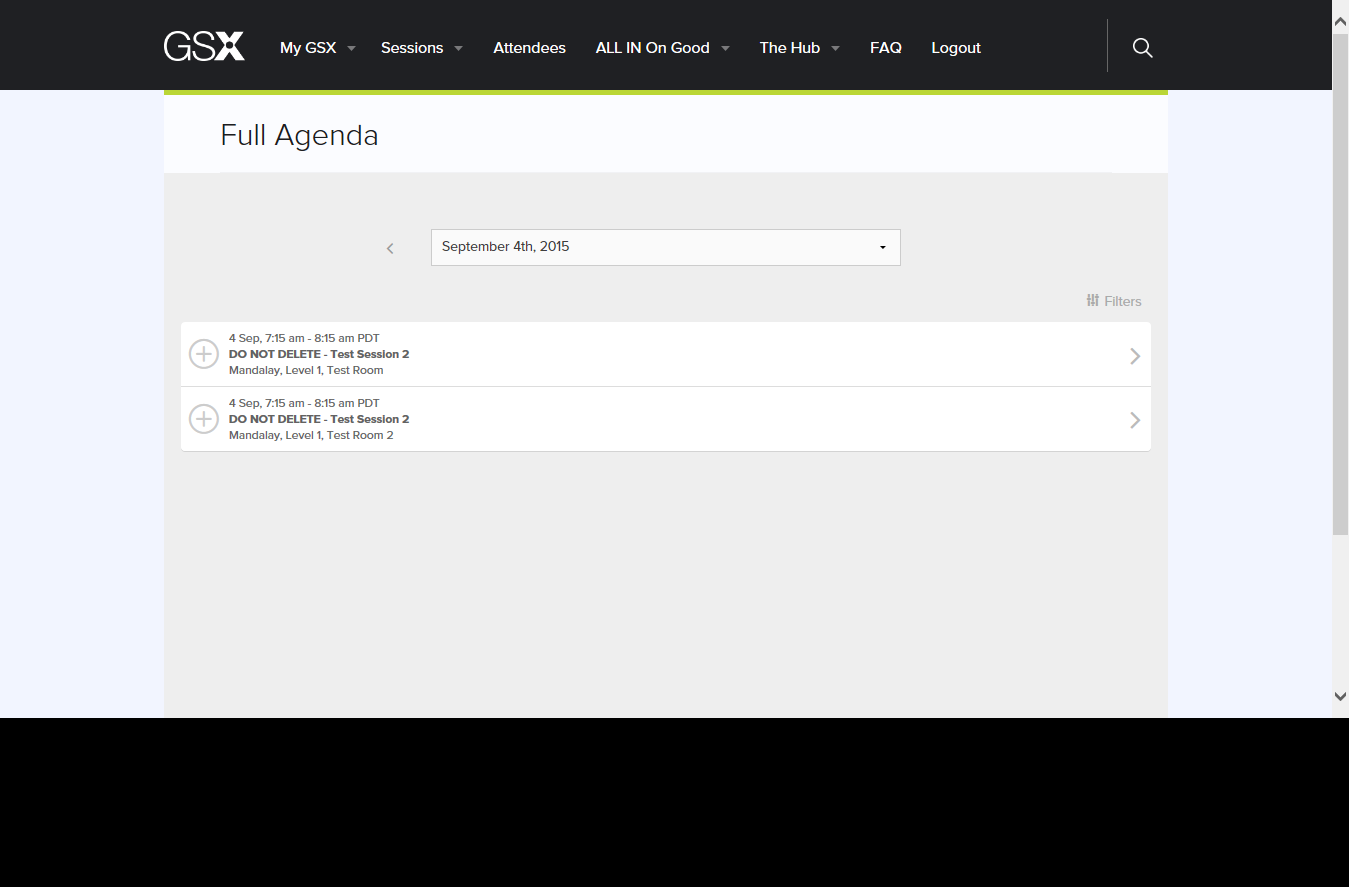 GSX My GSX Sessions Attendees ALL IN On Good The Hub FAQ Logout
Full Agenda
September 4th, 2015
Filters
4 Sep, 7:15 am - 8:15 am PDT
DO NOT DELETE - Test Session 2
Mandalay, Level 1, Test Room
4 Sep, 7:15 am - 8:15 am PDT
DO NOT DELETE - Test Session 2
Mandalay, Level 1, Test Room 2